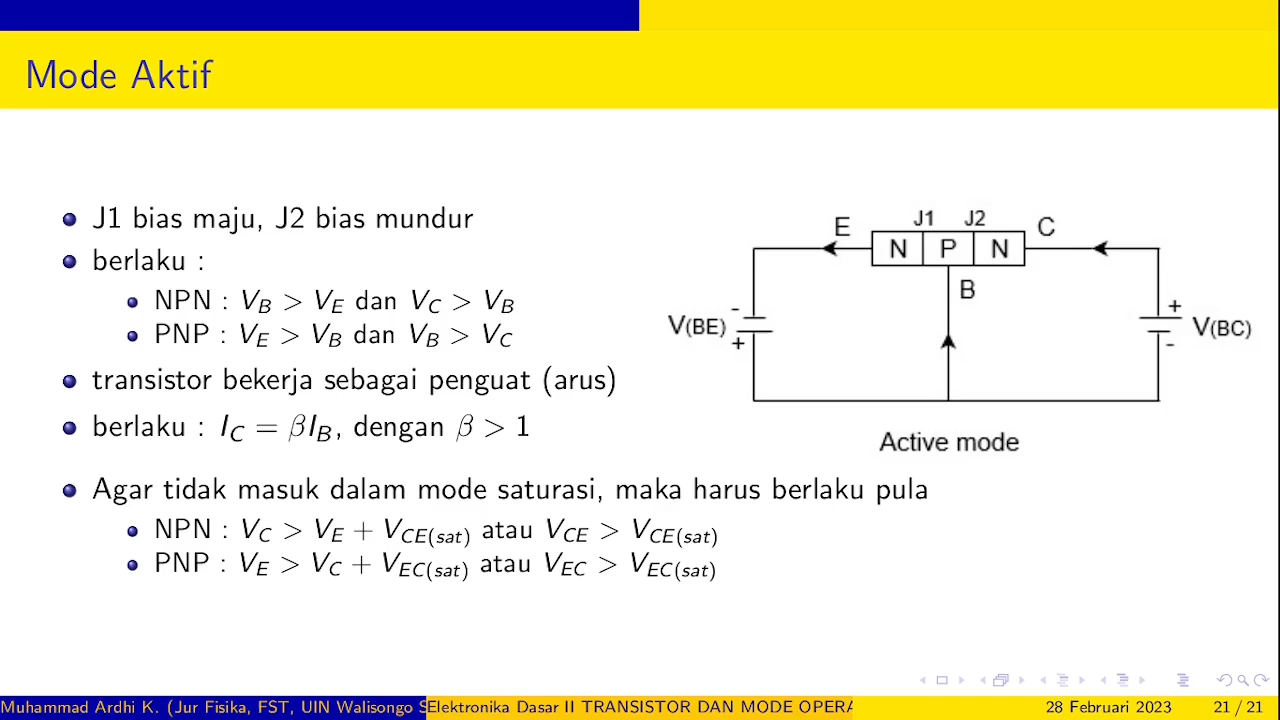 Mode Aktif
J1 bias maju, J2 bias mundur
berlaku :
NPN : V_B > V_E dan V_C > V_B
PNP : V_E > V_B dan V_B > V_C
transistor bekerja sebagai penguat (arus)
berlaku : I_C = βI_B, dengan β > 1
Agar tidak masuk dalam mode saturasi, maka harus berlaku pula
NPN : V_C > V_E + V_CE(sat) atau V_CE > V_CE(sat)
PNP : V_E > V_C + V_EC(sat) atau V_EC > V_EC(sat)
E J1 J2 C
N P N
B
- +
V(BE) V(BC)
+ -
Active mode
Muhammad Ardhi K. (Jur Fisika, FST, UIN Walisongo S Elektronika Dasar II TRANSISTOR DAN MODE OPERA 28 Februari 2023 21 / 21